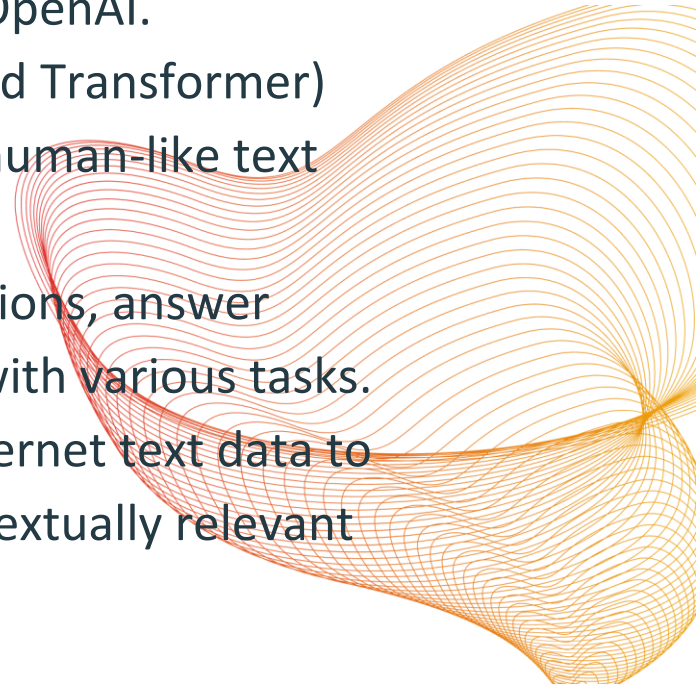 OpenAI.
d Transformer)
uman-like text
ions, answer
with various tasks.
ernet text data to
extually relevant